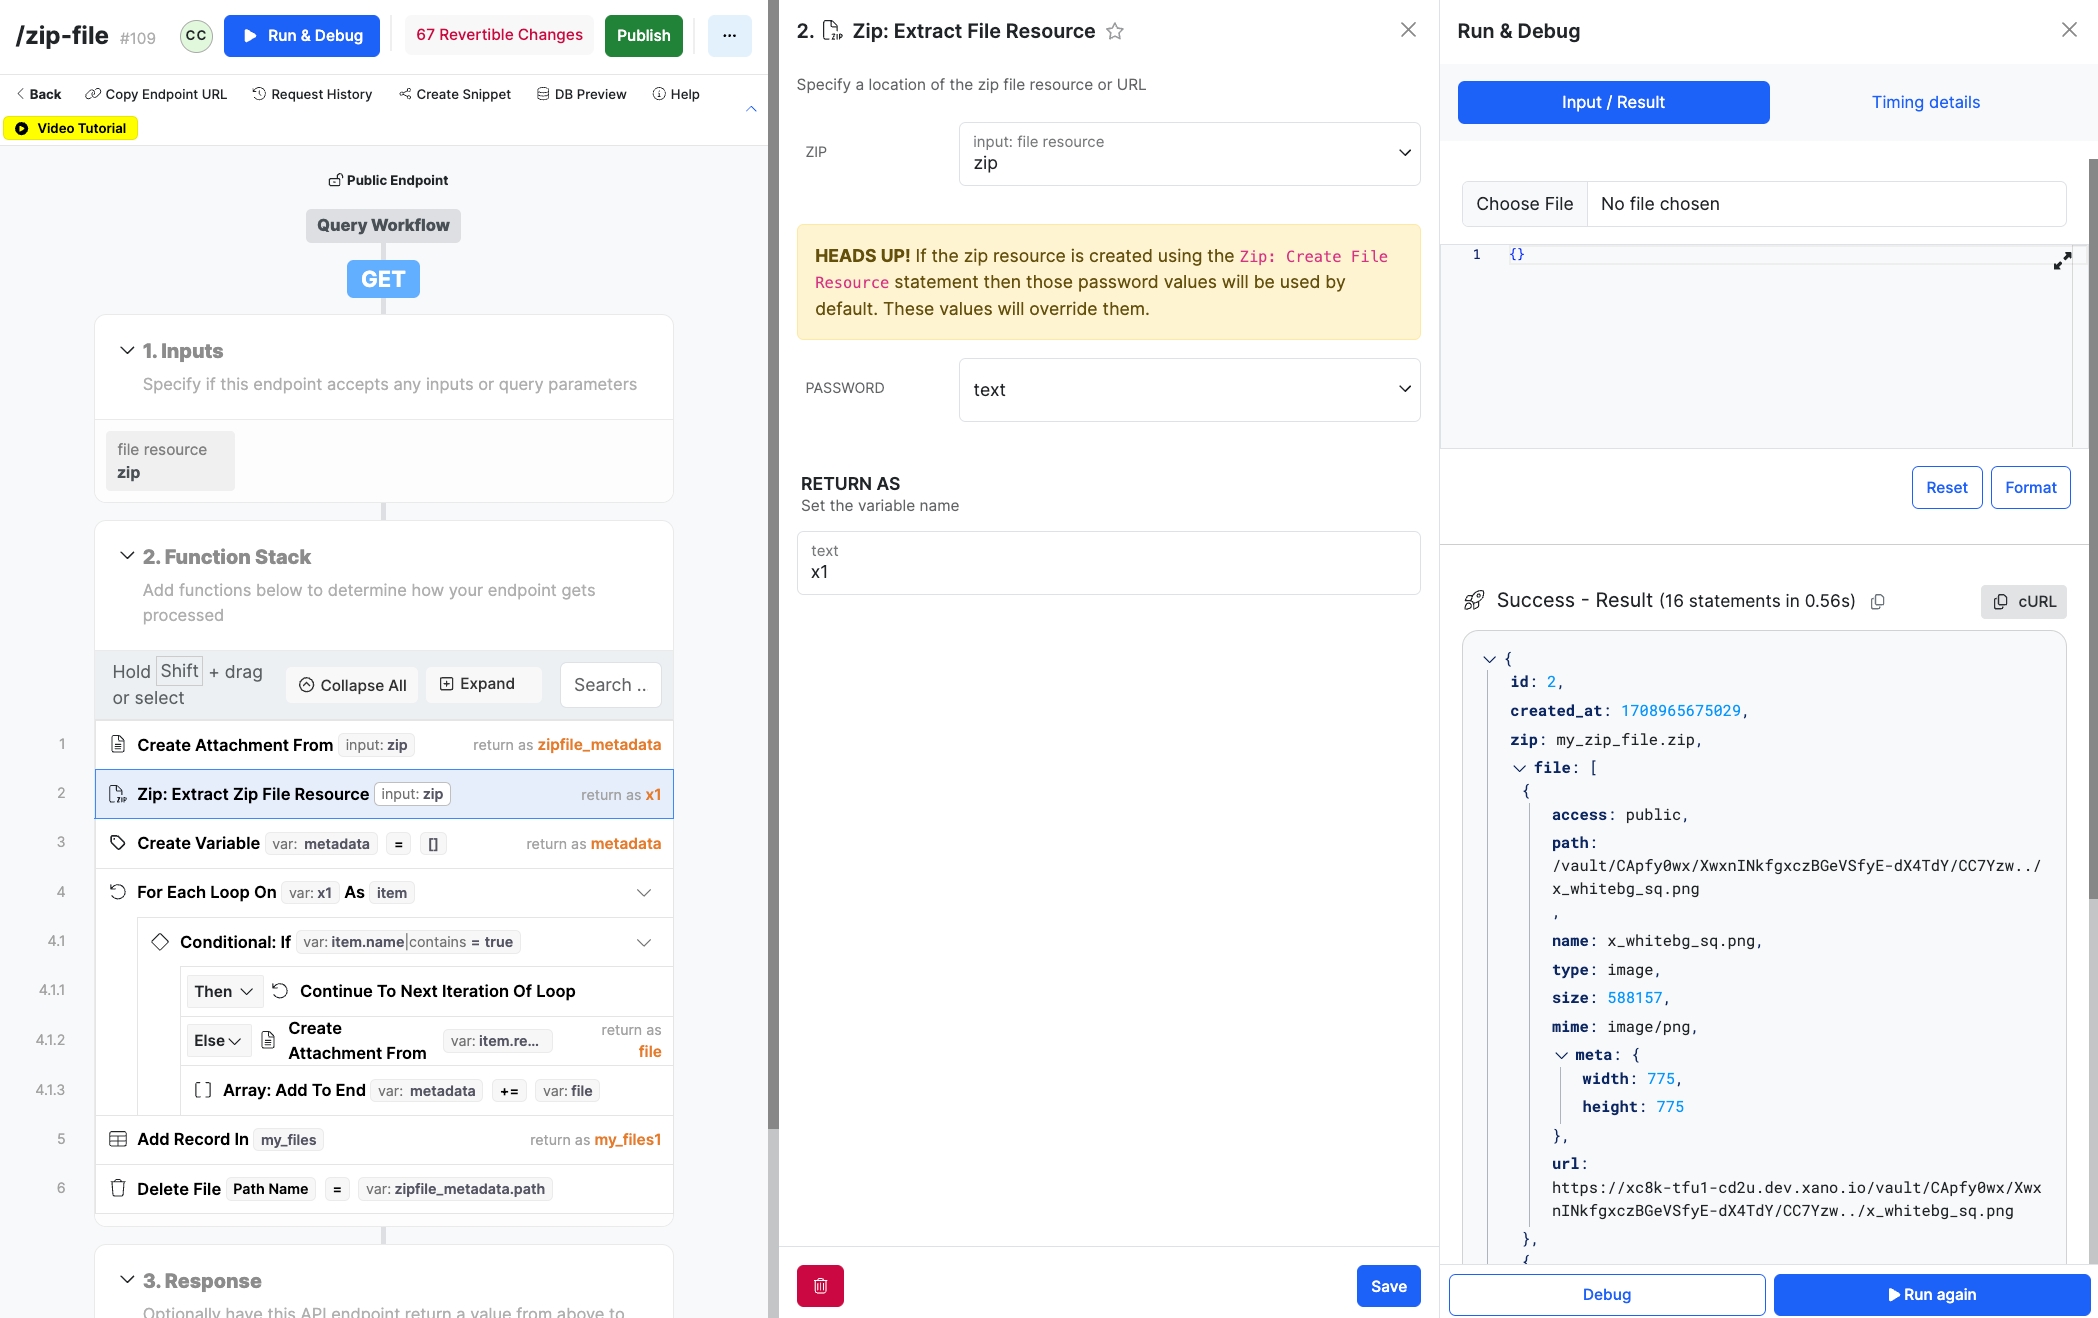 /zip-file #109 CC Run & Debug 67 Revertible Changes Publish ...
Back Copy Endpoint URL Request History Create Snippet DB Preview Help
Video Tutorial
Public Endpoint
Query Workflow
GET
1. Inputs
Specify if this endpoint accepts any inputs or query parameters
file resource
zip
2. Function Stack
Add functions below to determine how your endpoint gets
processed
Hold Shift + drag
or select
Collapse All Expand Search ..
1 Create Attachment From input: zip return as zipfile_metadata
2 Zip: Extract Zip File Resource input: zip return as x1
3 Create Variable var: metadata = [] return as metadata
4 For Each Loop On var: x1 As item
4.1 Conditional: If var: item.name|contains = true
4.1.1 Then Continue To Next Iteration Of Loop
4.1.2 Else Create
Attachment From var: item.re... return as
file
4.1.3 [ ] Array: Add To End var: metadata += var: file
5 Add Record In my_files return as my_files1
6 Delete File Path Name = var: zipfile_metadata.path
3. Response
Optionally have this API endpoint return a value from above to
2. Zip: Extract File Resource
Specify a location of the zip file resource or URL
ZIP
input: file resource
zip
HEADS UP! If the zip resource is created using the Zip: Create File
Resource statement then those password values will be used by
default. These values will override them.
PASSWORD text
RETURN AS
Set the variable name
text
x1
Save
Run & Debug
Input / Result Timing details
Choose File No file chosen
1 {}
Reset Format
Success - Result (16 statements in 0.56s) cURL
{
id: 2,
created_at: 1708965675029,
zip: my_zip_file.zip,
file: [
{
access: public,
path:
/vault/CApfy0wx/XwxnINkfgxczBGeVSfyE-dX4TdY/CC7Yzw../
x_whitebg_sq.png
,
name: x_whitebg_sq.png,
type: image,
size: 588157,
mime: image/png,
meta: {
width: 775,
height: 775
},
url:
https://xc8k-tfu1-cd2u.dev.xano.io/vault/CApfy0wx/Xwx
nINkfgxczBGeVSfyE-dX4TdY/CC7Yzw../x_whitebg_sq.png
},
{
Debug Run again